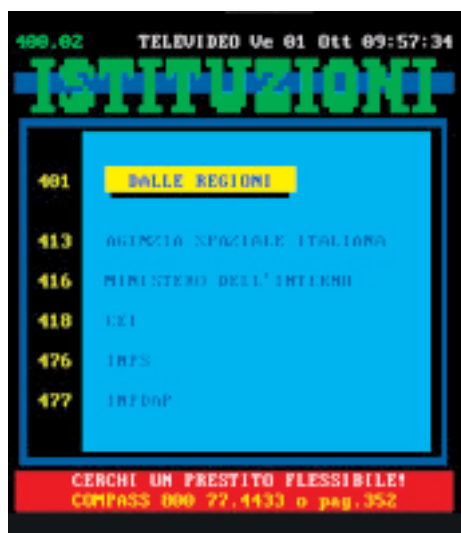 400.02 TELEVIDEO Ve 01 Ott 09:57:34
ISTITUZIONI
401 DALLE REGIONI
413 AGENZIA SPAZIALE ITALIANA
416 MINISTERO DELL'INTERNO
418 CEI
476 INPS
477 INPDAP
CERCHI UN PRESTITO FLESSIBILE?
COMPASS 800 77.4433 o pag.352